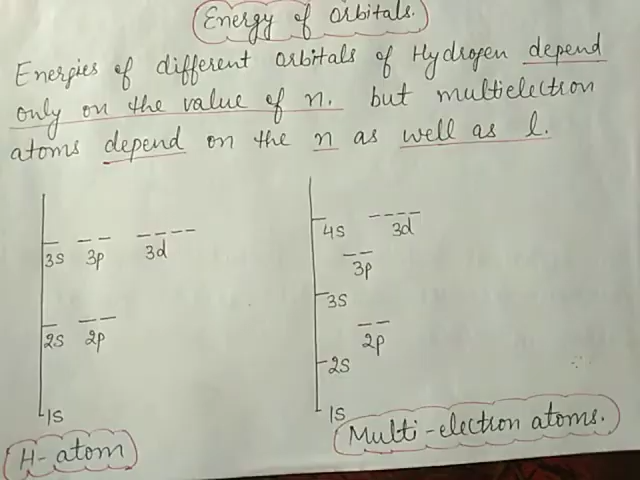 Energy of orbitals.
Energies of different orbitals of Hydrogen depend
only on the value of n. but multielectron
atoms depend on the n as well as l.
3s 3p 3d
2s 2p
1s
H-atom
4s 3d
3p
3s
2p
2s
1s
Multi-election atoms.